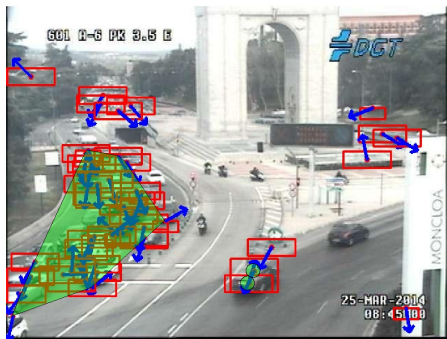 601 A-6 PK 3.5 E
DGT
MONCLOA
25-MAR-2014
08:45:00